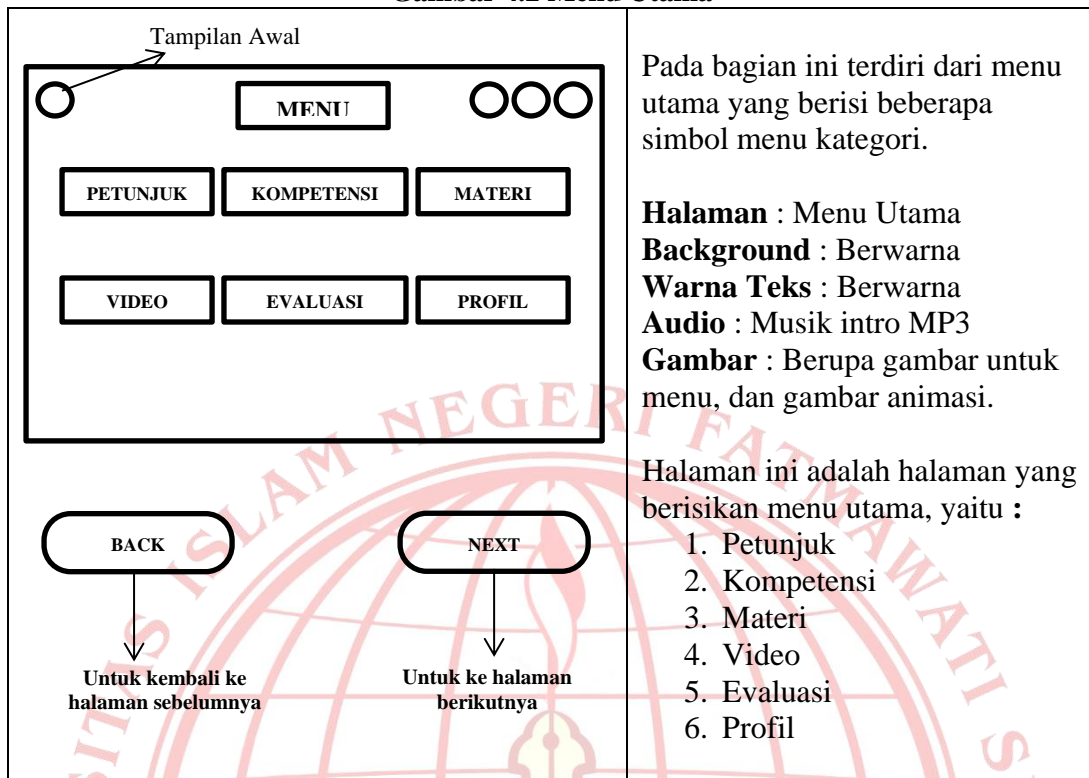 Gambar 4.2 Menu Utama
Tampilan Awal
MENU
PETUNJUK KOMPETENSI MATERI
VIDEO EVALUASI PROFIL
BACK NEXT
Untuk kembali ke
halaman sebelumnya
Untuk ke halaman
berikutnya
Pada bagian ini terdiri dari menu
utama yang berisi beberapa
simbol menu kategori.
Halaman : Menu Utama
Background : Berwarna
Warna Teks : Berwarna
Audio : Musik intro MP3
Gambar : Berupa gambar untuk
menu, dan gambar animasi.
Halaman ini adalah halaman yang
berisikan menu utama, yaitu :
1. Petunjuk
2. Kompetensi
3. Materi
4. Video
5. Evaluasi
6. Profil
ISLAM NEGERI FATMAWATI S